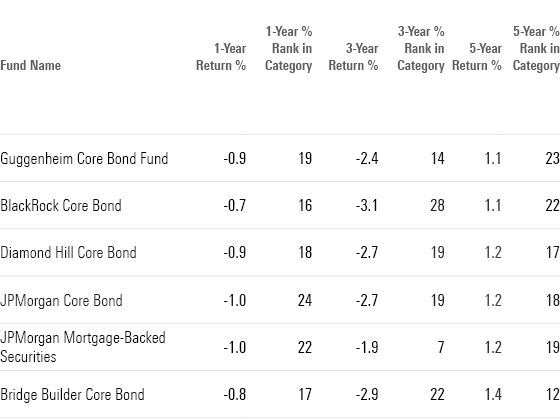 Fund Name 1-Year Return % 1-Year % Rank in Category 3-Year Return % 3-Year % Rank in Category 5-Year Return % 5-Year % Rank in Category
Guggenheim Core Bond Fund -0.9 19 -2.4 14 1.1 23
BlackRock Core Bond -0.7 16 -3.1 28 1.1 22
Diamond Hill Core Bond -0.9 18 -2.7 19 1.2 17
JPMorgan Core Bond -1.0 24 -2.7 19 1.2 18
JPMorgan Mortgage-Backed
Securities -1.0 22 -1.9 7 1.2 19
Bridge Builder Core Bond -0.8 17 -2.9 22 1.4 12